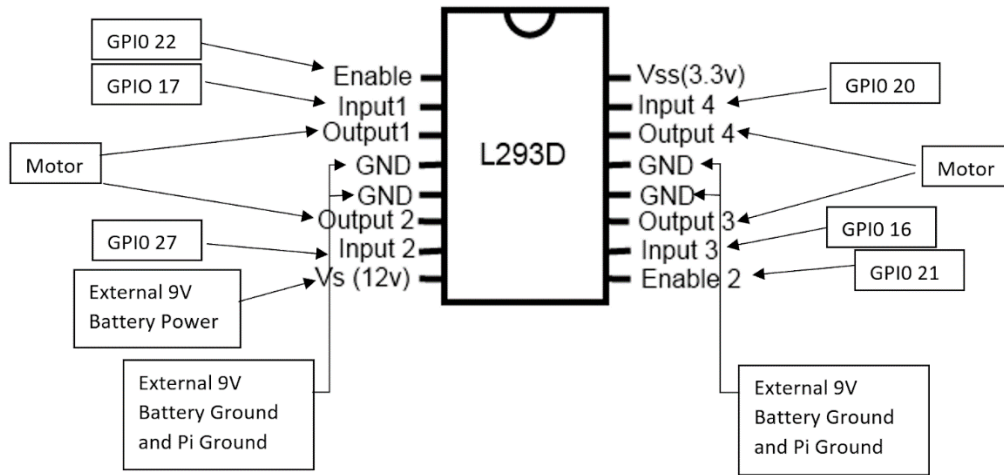 GPI0 22
GPIO 17
Motor
GPI0 27
External 9V
Battery Power
External 9V
Battery Ground
and Pi Ground
Enable
Input1
Output1
GND
GND
Output 2
Input 2
Vs (12v)
L293D
Vss(3.3v)
Input 4
Output 4
GND
GND
Output 3
Input 3
Enable 2
GPI0 20
Motor
GPI0 16
GPI0 21
External 9V
Battery Ground
and Pi Ground